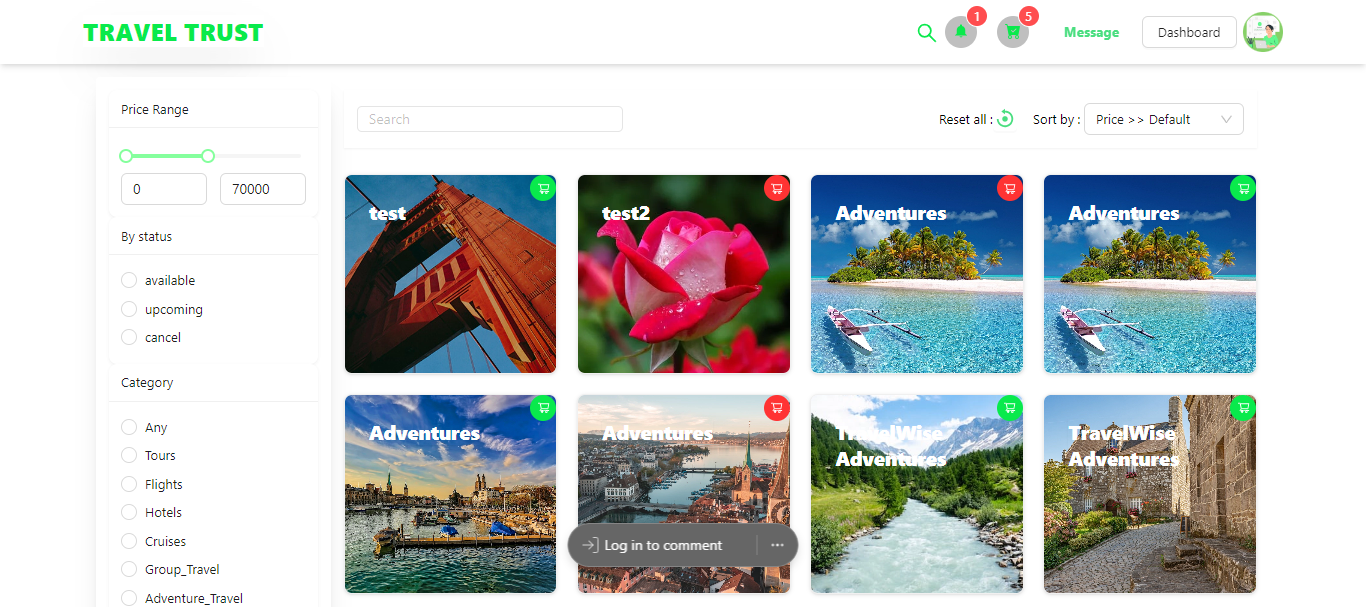 TRAVEL TRUST
1
5
Message
Dashboard
Price Range
0
70000
By status
available
upcoming
cancel
Category
Any
Tours
Flights
Hotels
Cruises
Group_Travel
Adventure_Travel
Search
Reset all :
Sort by :
Price >> Default
test
test2
Adventures
Adventures
Adventures
Adventures
TravelWise
Adventures
TravelWise
Adventures
Log in to comment